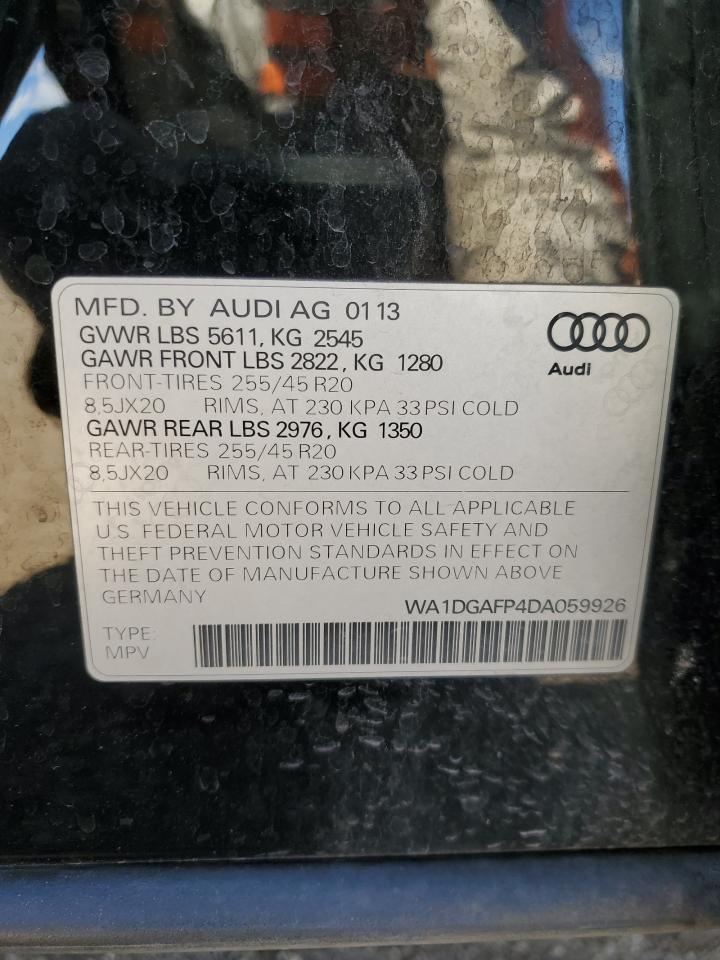 MFD. BY AUDI AG 01 13
GVWR LBS 5611, KG 2545
GAWR FRONT LBS 2822, KG 1280
FRONT-TIRES 255/45 R20
8,5JX20 RIMS, AT 230 KPA 33 PSI COLD
GAWR REAR LBS 2976, KG 1350
REAR-TIRES 255/45 R20
8,5JX20 RIMS, AT 230 KPA 33 PSI COLD
Audi
THIS VEHICLE CONFORMS TO ALL APPLICABLE
U.S. FEDERAL MOTOR VEHICLE SAFETY AND
THEFT PREVENTION STANDARDS IN EFFECT ON
THE DATE OF MANUFACTURE SHOWN ABOVE
GERMANY
WA1DGAFP4DA059926
TYPE:
MPV